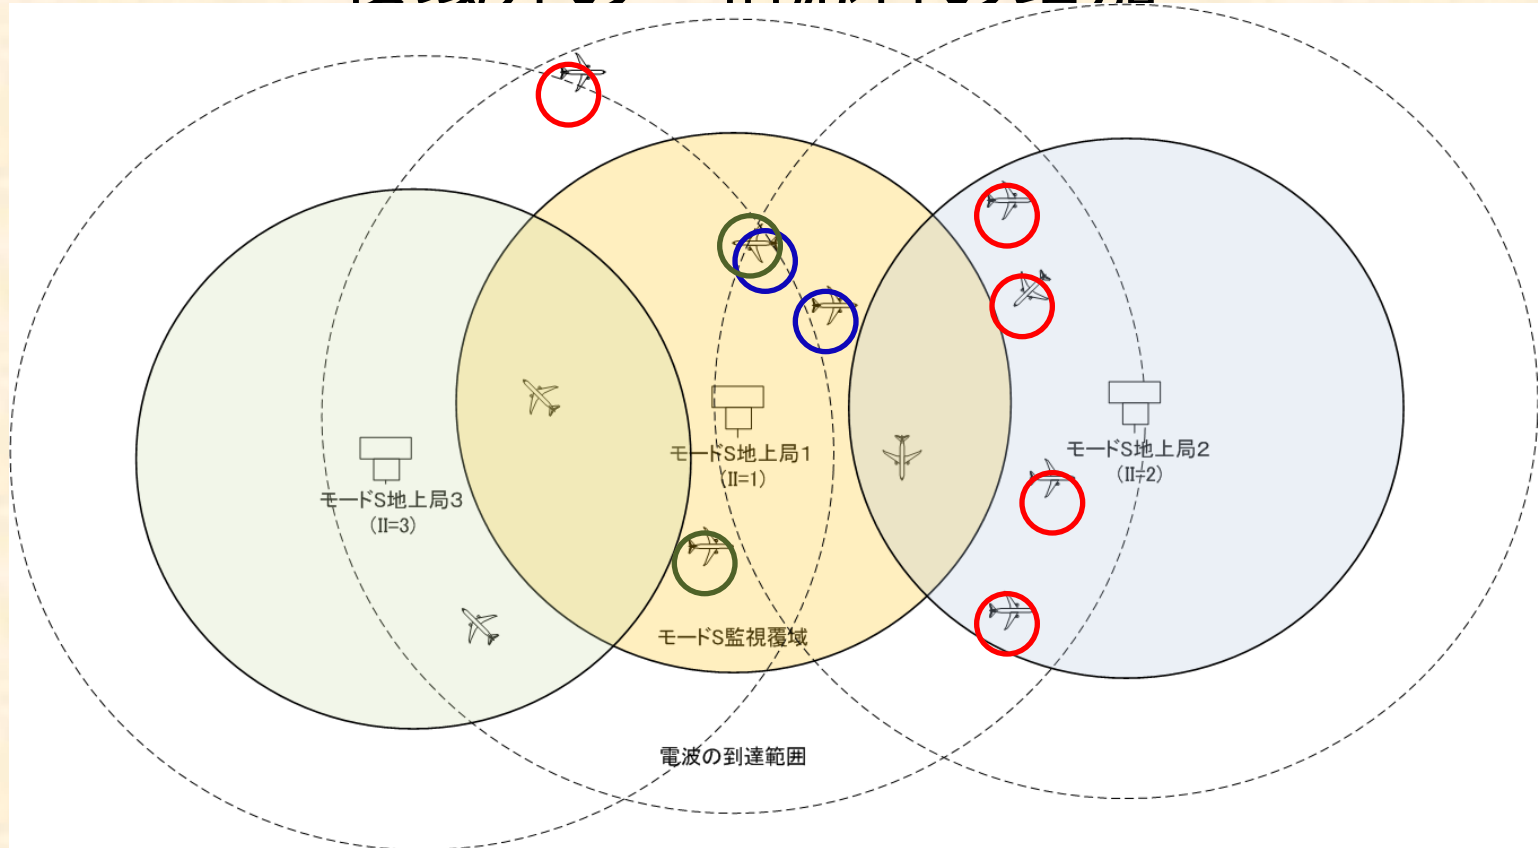 モードS地上局1
(II=1)
モードS地上局2
(II=2)
モードS地上局3
(II=3)
モードS監視覆域
電波の到達範囲